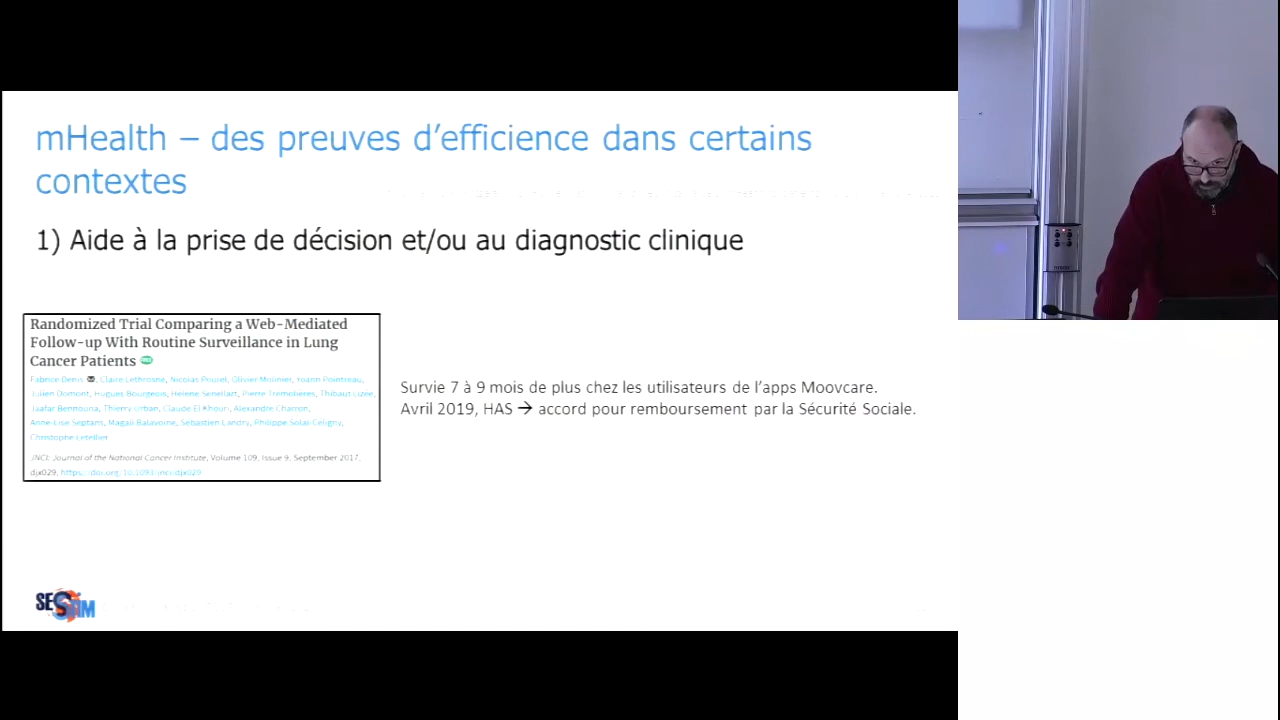 mHealth – des preuves d'efficience dans certains
contextes
1) Aide à la prise de décision et/ou au diagnostic clinique
Randomized Trial Comparing a Web-Mediated
Follow-up With Routine Surveillance in Lung
Cancer Patients
Fabrice Denis, Claire Lethrosne, Nicolas Pourel, Olivier Molinier, Yoann Pointreau,
Julien Domont, Hugues Bourgeois, Hélène Senellart, Pierre Trémolières, Thibaut Lizée,
Jaafar Bennouna, Thierry Urban, Claude El Khouri, Alexandre Charron,
Anne-Lise Septans, Magali Balavoine, Sébastien Landry, Philippe Solal-Céligny,
Christophe Letellier
JNCI: Journal of the National Cancer Institute, Volume 109, Issue 9, September 2017,
djx029, https://doi.org/10.1093/jnci/djx029
Survie 7 à 9 mois de plus chez les utilisateurs de l'apps Moovcare.
Avril 2019, HAS → accord pour remboursement par la Sécurité Sociale.
SESSTIM